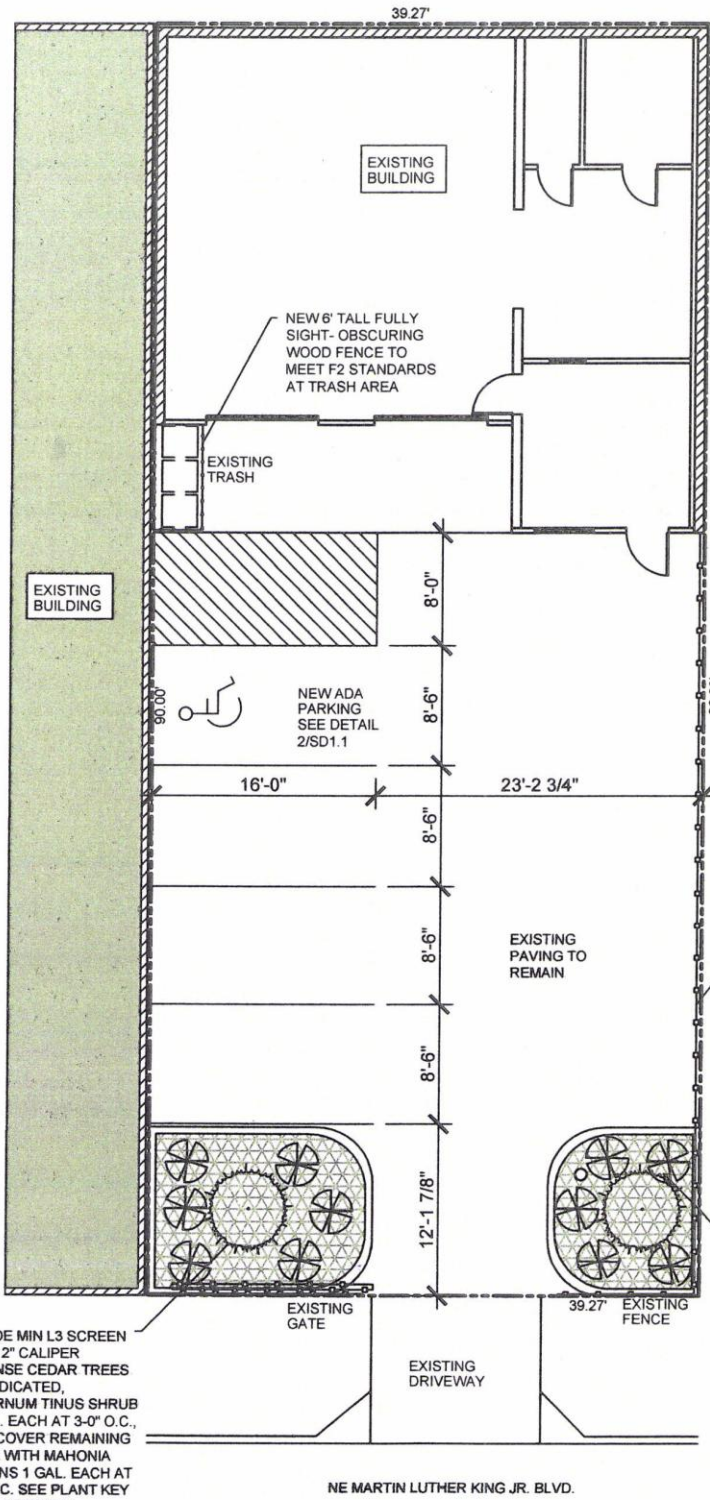 39.27'
EXISTING
BUILDING
NEW 6' TALL FULLY
SIGHT- OBSCURING
WOOD FENCE TO
MEET F2 STANDARDS
AT TRASH AREA
EXISTING
TRASH
EXISTING
BUILDING
8'-0"
90.00'
NEW ADA
PARKING
SEE DETAIL
2/SD1.1
8'-6"
16'-0"
23'-2 3/4"
8'-6"
8'-6"
EXISTING
PAVING TO
REMAIN
8'-6"
12'-1 7/8"
EXISTING
GATE
39.27'
EXISTING
FENCE
DE MIN L3 SCREEN
2" CALIPER
NSE CEDAR TREES
DICATED,
RNUM TINUS SHRUB
. EACH AT 3-0" O.C.,
COVER REMAINING
WITH MAHONIA
NS 1 GAL. EACH AT
C. SEE PLANT KEY
EXISTING
DRIVEWAY
NE MARTIN LUTHER KING JR. BLVD.